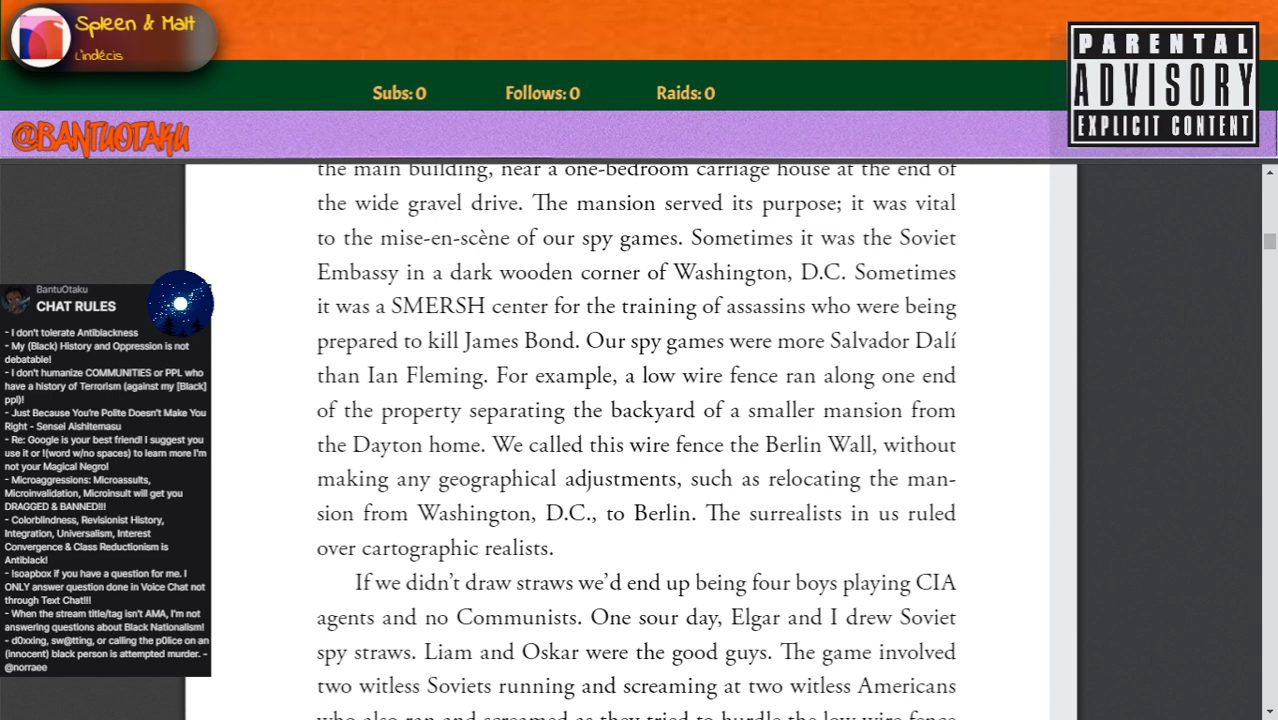 Spleen & Malt
L'indécis
PARENTAL
ADVISORY
EXPLICIT CONTENT
Subs: 0
Follows: 0
Raids: 0
@BANTUOTAKU
the main building, near a one-bedroom carriage house at the end of
the wide gravel drive. The mansion served its purpose; it was vital
to the mise-en-scène of our spy games. Sometimes it was the Soviet
Embassy in a dark wooden corner of Washington, D.C. Sometimes
it was a SMERSH center for the training of assassins who were being
prepared to kill James Bond. Our spy games were more Salvador Dalí
than Ian Fleming. For example, a low wire fence ran along one end
of the property separating the backyard of a smaller mansion from
the Dayton home. We called this wire fence the Berlin Wall, without
making any geographical adjustments, such as relocating the man-
sion from Washington, D.C., to Berlin. The surrealists in us ruled
over cartographic realists.
If we didn't draw straws we'd end up being four boys playing CIA
agents and no Communists. One sour day, Elgar and I drew Soviet
spy straws. Liam and Oskar were the good guys. The game involved
two witless Soviets running and screaming at two witless Americans
who also ran and screamed as they tried to hurdle the low wire fence
BantuOtaku
CHAT RULES
- I don't tolerate Antiblackness
- My (Black) History and Oppression is not
debatable!
- I don't humanize COMMUNITIES or PPL who
have a history of Terrorism (against my [Black]
ppl)!
- Just Because You're Polite Doesn't Make You
Right - Sensei Aishitemasu
- Re: Google is your best friend! I suggest you
use it or !(word w/no spaces) to learn more I'm
not your Magical Negro!
- Microaggressions: Microassults,
Microinvalidation, Microinsult will get you
DRAGGED & BANNED!!!
- Colorblindness, Revisionist History,
Integration, Universalism, Interest
Convergence & Class Reductionism is
Antiblack!
- !soapbox if you have a question for me. I
ONLY answer question done in Voice Chat not
through Text Chat!!!
- When the stream title/tag isn't AMA, I'm not
answering questions about Black Nationalism!
- d0xxing, sw@tting, or calling the p0lice on an
(innocent) black person is attempted murder. -
@norraee